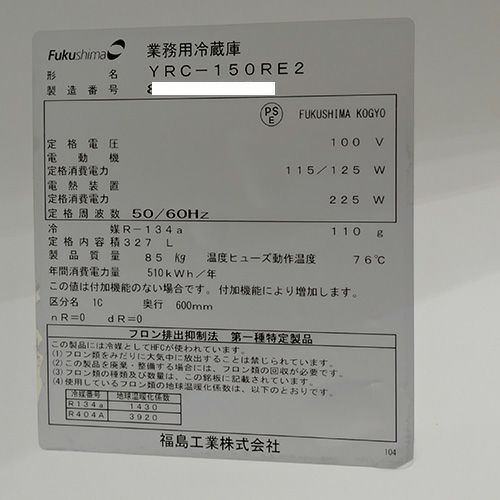 Fukushima 業務用冷蔵庫
形 名 YRC-150RE2
製造番号 8
PS E FUKUSHIMA KOGYO
定格電圧 100 V
電動機
定格消費電力 115/125 W
電熱装置
定格消費電力 225 W
定格周波数 50/60Hz
冷 媒 R-134a 110 g
定格内容積 327 L
製品質量 85 kg 温度ヒューズ動作温度 76℃
年間消費電力量 510kWh/年
この値は付加機能のない場合です。付加機能により増加します。
区分名 1C 奥行 600mm
nR=0 dR=0
フロン排出抑制法 第一種特定製品
この製品には冷媒としてHFCが使われています。
(1)フロン類をみだりに大気中に放出することは禁じられています。
(2)この製品を廃棄・整備する場合には、フロン類の回収が必要です。
(3)フロン類の種類及び数量は、この銘板に記載されています。
(4)使用しているフロン類の地球温暖化係数は、以下のとおりです。
冷媒番号 地球温暖化係数
R134a 1430
R404A 3920
福島工業株式会社
104